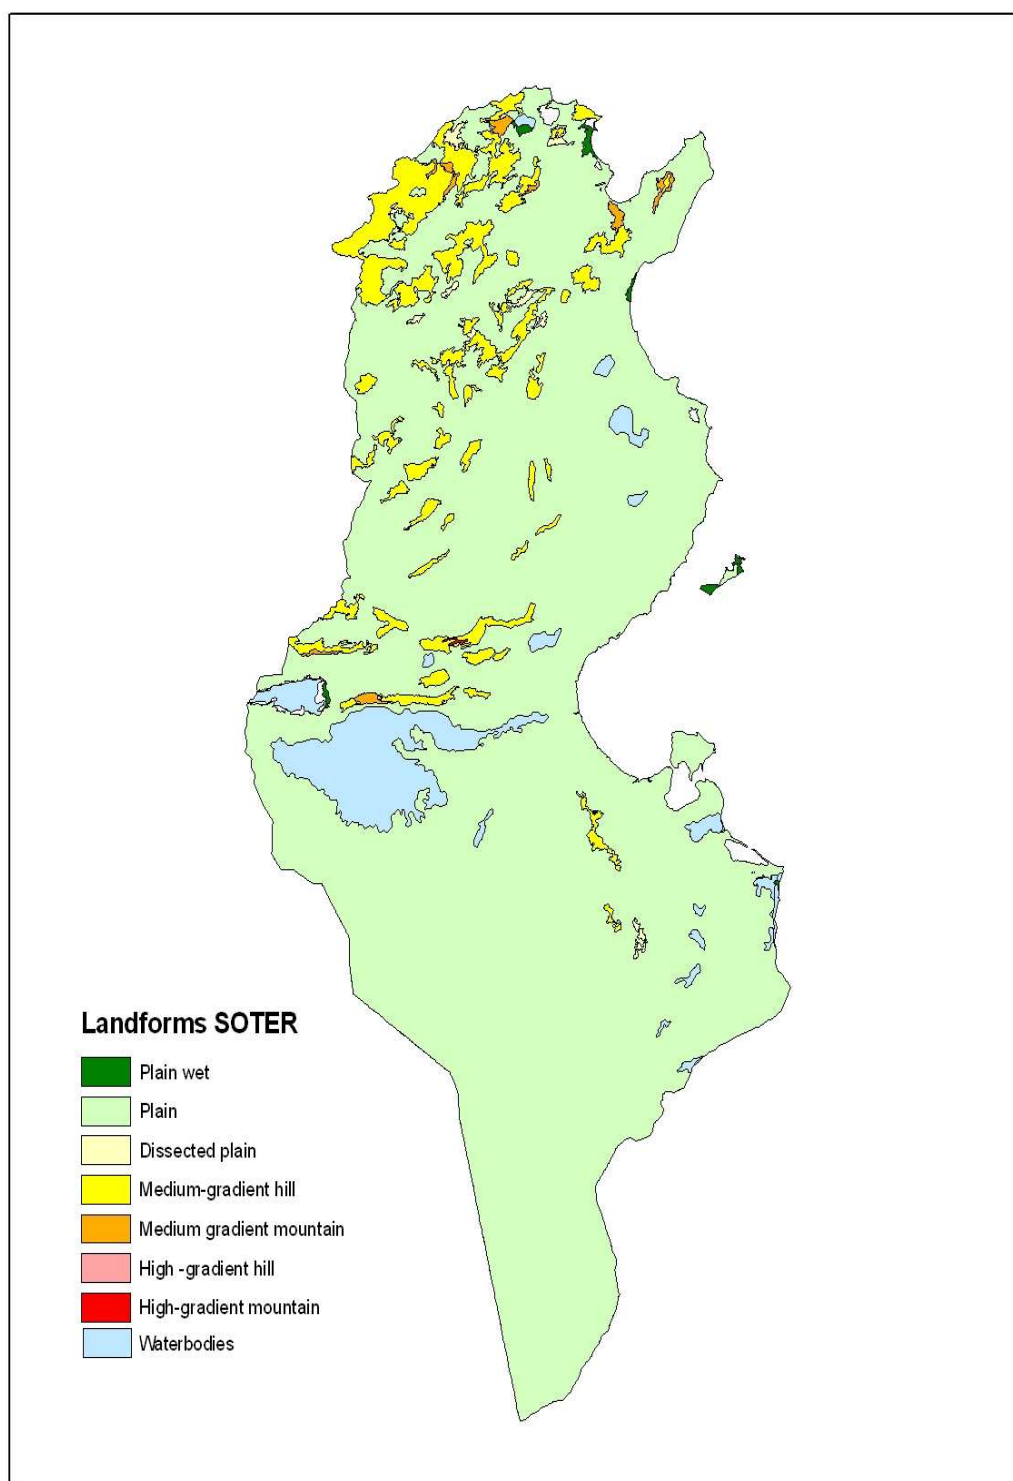 Landforms SOTER
Plain wet
Plain
Dissected plain
Medium-gradient hill
Medium gradient mountain
High -gradient hill
High-gradient mountain
Waterbodies